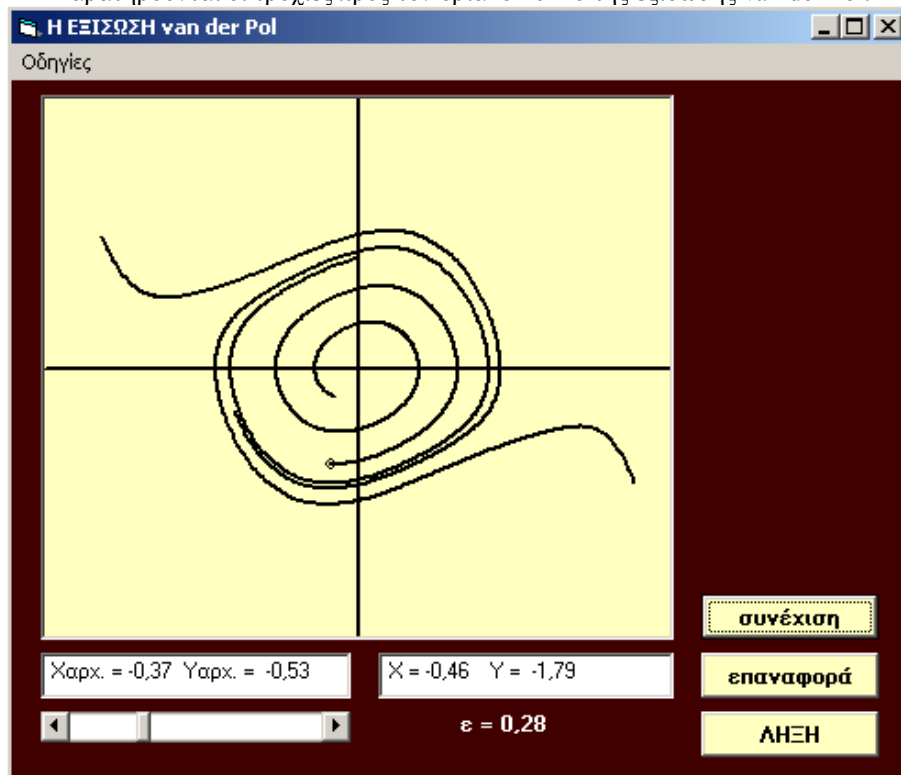 Η ΕΞΙΣΩΣΗ van der Pol
Οδηγίες
συνέχιση
Χαρχ. = -0,37 Υαρχ. = -0,53
X = -0,46 Y = -1,79
επαναφορά
ε = 0,28
ΛΗΞΗ